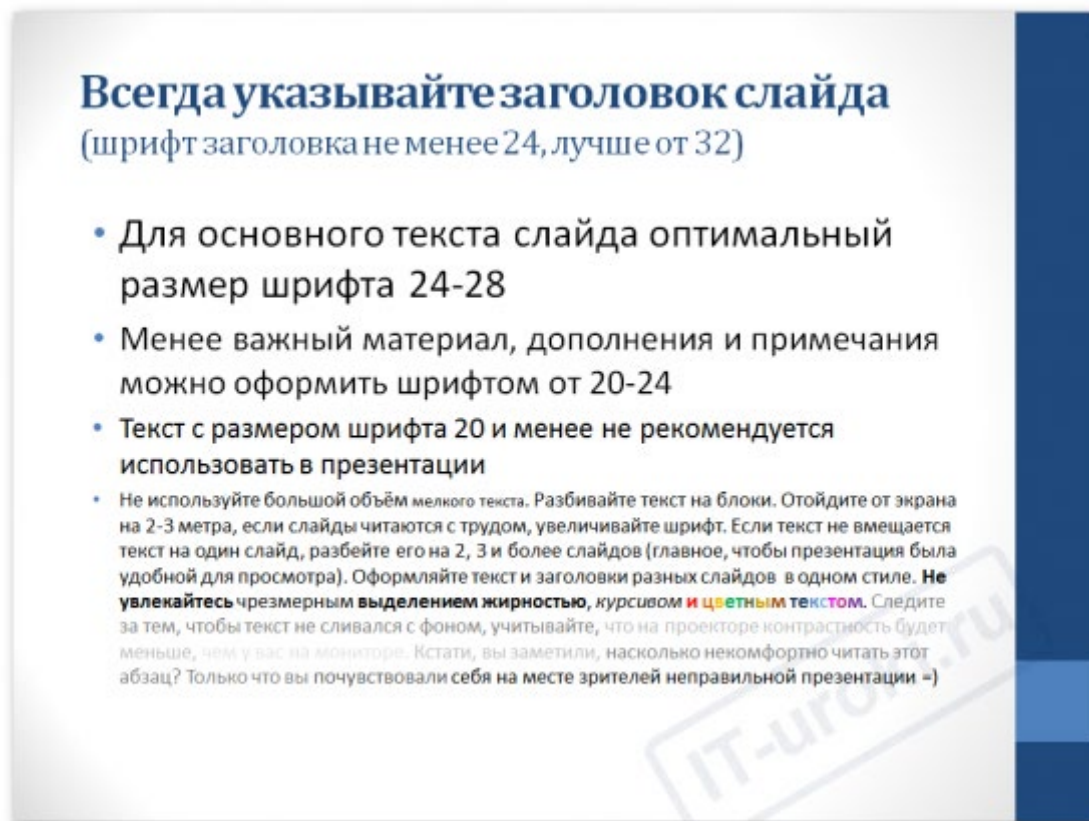 Всегда указывайте заголовок слайда
(шрифт заголовка не менее 24, лучше от 32)
• Для основного текста слайда оптимальный
размер шрифта 24-28
• Менее важный материал, дополнения и примечания
можно оформить шрифтом от 20-24
• Текст с размером шрифта 20 и менее не рекомендуется
использовать в презентации
• Не используйте большой объём мелкого текста. Разбивайте текст на блоки. Отойдите от экрана
на 2-3 метра, если слайды читаются с трудом, увеличивайте шрифт. Если текст не вмещается
текст на один слайд, разбейте его на 2, 3 и более слайдов (главное, чтобы презентация была
удобной для просмотра). Оформляйте текст и заголовки разных слайдов в одном стиле. Не
увлекайтесь чрезмерным выделением жирностью, курсивом и цветным текстом. Следите
за тем, чтобы текст не сливался с фоном, учитывайте, что на проекторе контрастность будет
меньше, чем у вас на мониторе. Кстати, вы заметили, насколько некомфортно читать этот
абзац? Только что вы почувствовали себя на месте зрителей неправильной презентации =)
IT-uroki.ru